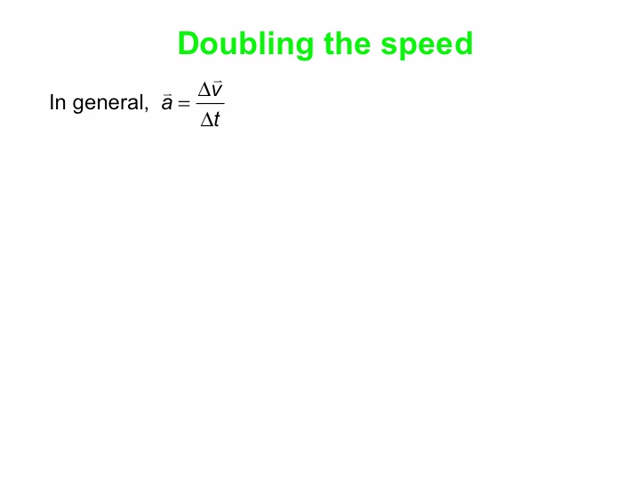 Doubling the speed
In general, a⃗ = Δv⃗ / Δt